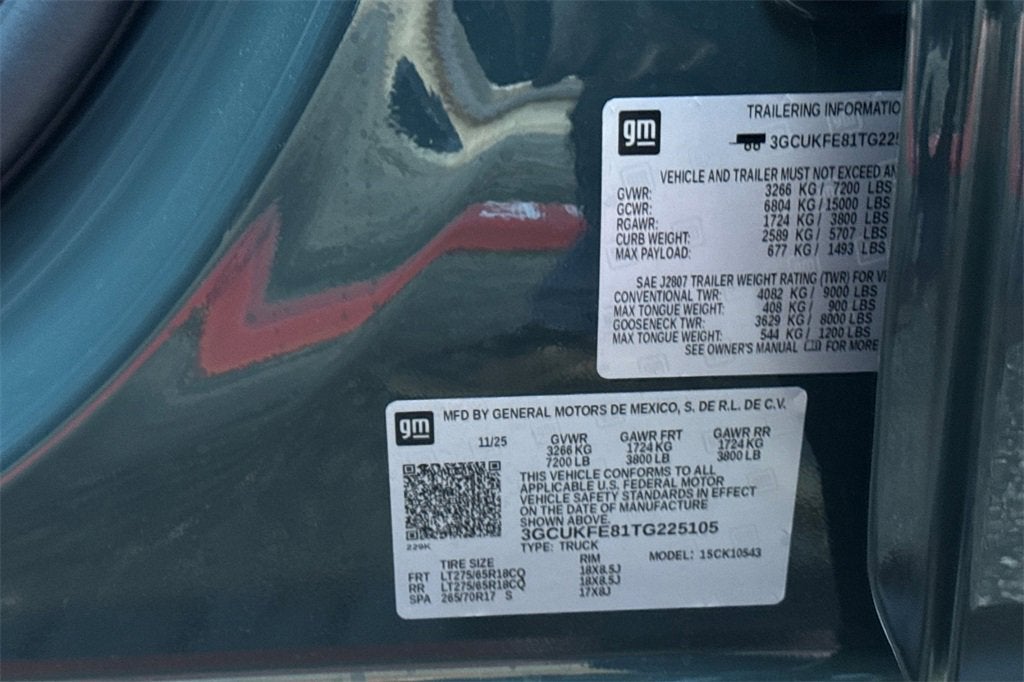 gm
TRAILERING INFORMATIO
3GCUKFE81TG225
VEHICLE AND TRAILER MUST NOT EXCEED AN
GVWR: 3266 KG / 7200 LBS
GCWR: 6804 KG / 15000 LBS
RGAWR: 1724 KG / 3800 LBS
CURB WEIGHT: 2589 KG / 5707 LBS
MAX PAYLOAD: 677 KG / 1493 LBS
SAE J2807 TRAILER WEIGHT RATING (TWR) FOR VE
CONVENTIONAL TWR: 4082 KG / 9000 LBS
MAX TONGUE WEIGHT: 408 KG / 900 LBS
GOOSENECK TWR: 3629 KG / 8000 LBS
MAX TONGUE WEIGHT: 544 KG / 1200 LBS
SEE OWNER'S MANUAL FOR MORE
gm
MFD BY GENERAL MOTORS DE MEXICO, S. DE R.L. DE C.V.
11/25 GVWR GAWR FRT GAWR RR
3266 KG 1724 KG 1724 KG
7200 LB 3800 LB 3800 LB
THIS VEHICLE CONFORMS TO ALL
APPLICABLE U.S. FEDERAL MOTOR
VEHICLE SAFETY STANDARDS IN EFFECT
ON THE DATE OF MANUFACTURE
SHOWN ABOVE.
3GCUKFE81TG225105
229K
TYPE: TRUCK MODEL: 1SCK10543
TIRE SIZE RIM
FRT LT275/65R18CQ 18X8.5J
RR LT275/65R18CQ 18X8.5J
SPA 265/70R17 S 17X8J